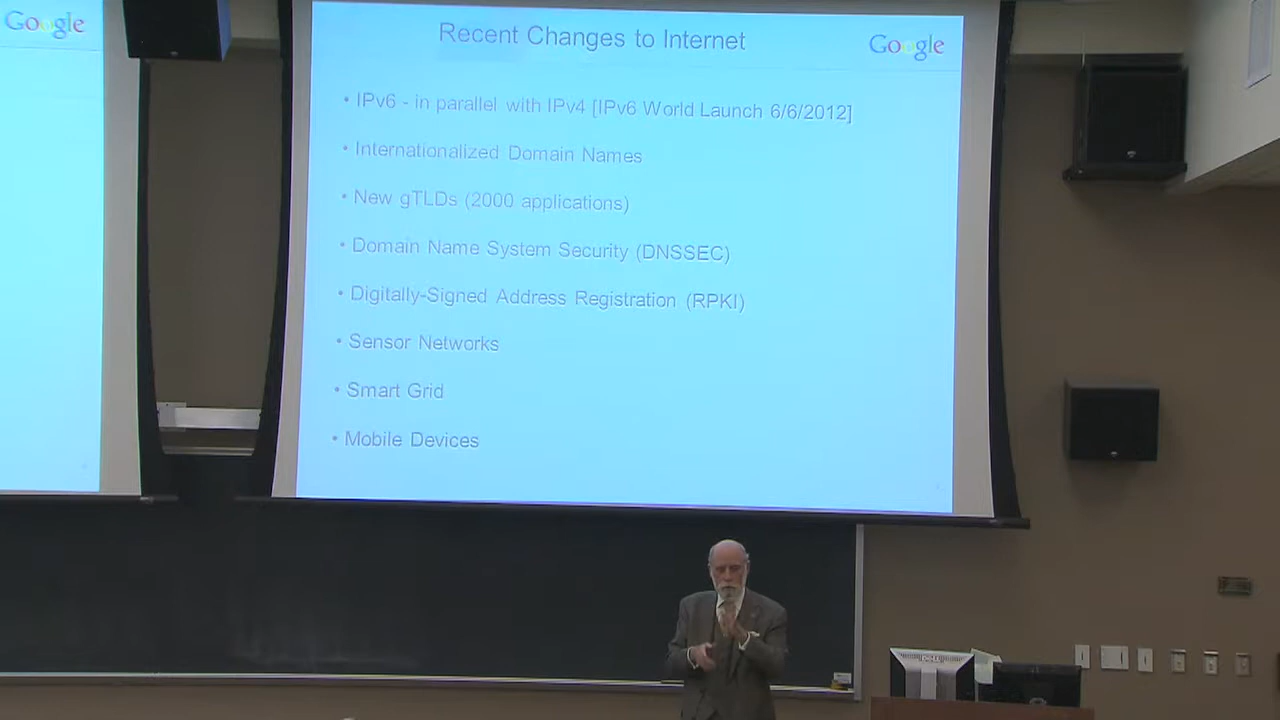 Google
Recent Changes to Internet
Google
• IPv6 - in parallel with IPv4 [IPv6 World Launch 6/6/2012]
• Internationalized Domain Names
• New gTLDs (2000 applications)
• Domain Name System Security (DNSSEC)
• Digitally-Signed Address Registration (RPKI)
• Sensor Networks
• Smart Grid
• Mobile Devices
DELL